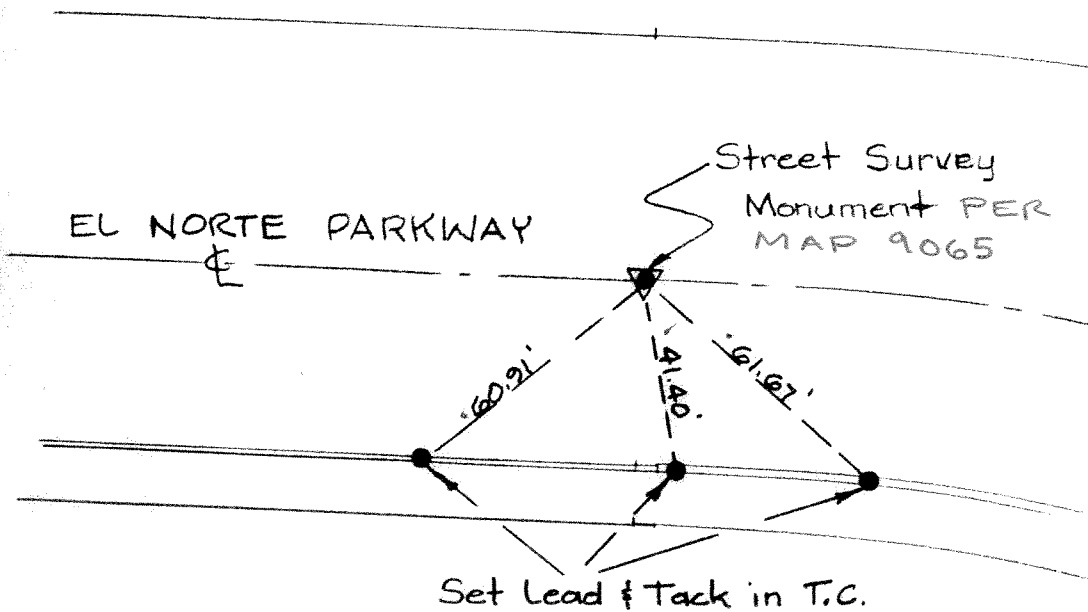 Street Survey
Monument PER
MAP 9065
EL NORTE PARKWAY
℄
60.91'
41.40'
61.67'
Set Lead & Tack in T.C.